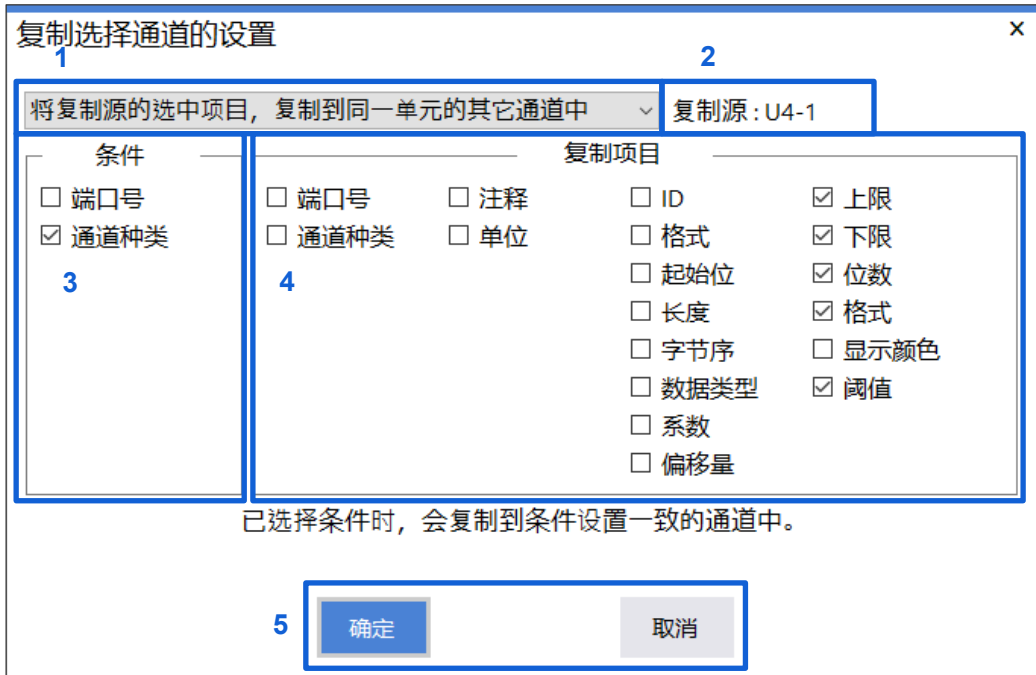 复制选择通道的设置 ×
1 2
将复制源的选中项目，复制到同一单元的其它通道中 复制源 : U4-1
条件 复制项目
端口号 端口号 注释 ID 上限
通道种类 通道种类 单位 格式 下限
3 4 起始位 位数
长度 格式
字节序 显示颜色
数据类型 阈值
系数
偏移量
已选择条件时，会复制到条件设置一致的通道中。
5 确定 取消